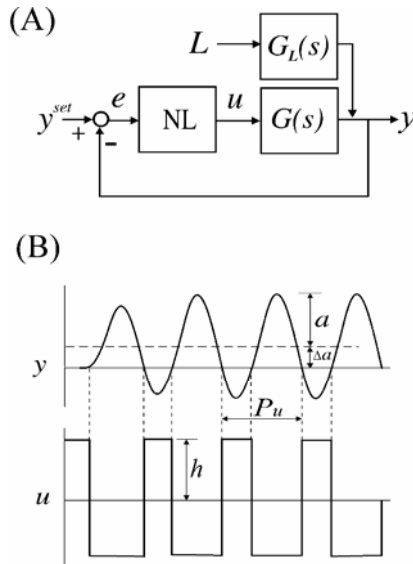 (A)
L G_L(s)
y^set + - e NL u G(s) y
(B)
a
Δa
y
P_u
h
u